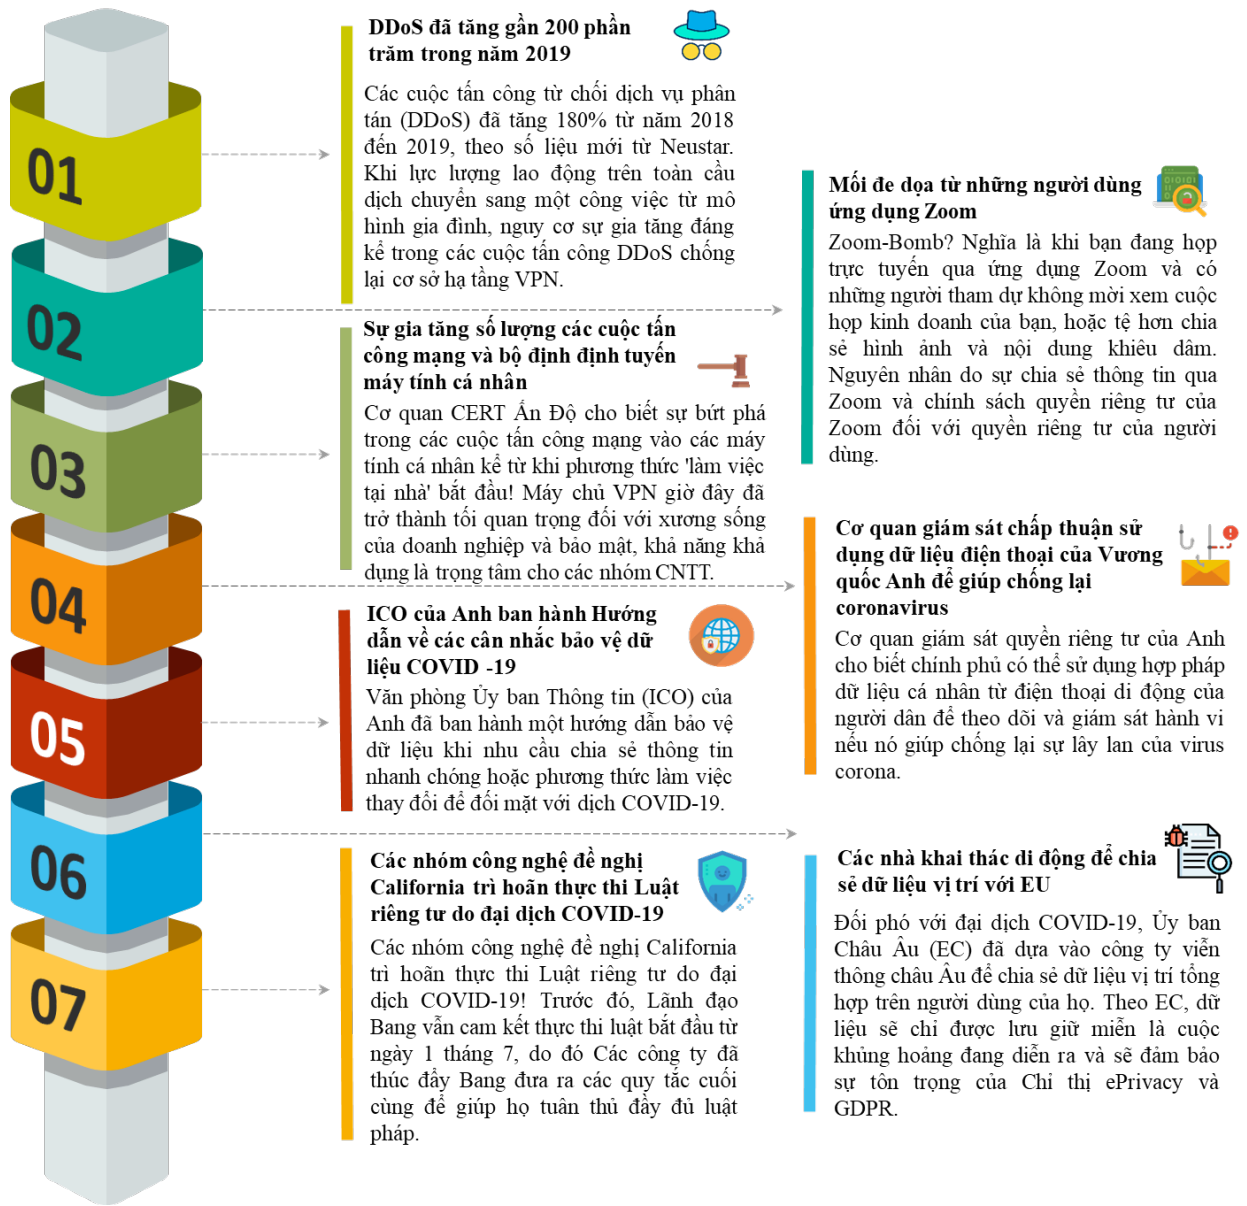 01
DDoS đã tăng gần 200 phần
trăm trong năm 2019
Các cuộc tấn công từ chối dịch vụ phân
tán (DDoS) đã tăng 180% từ năm 2018
đến 2019, theo số liệu mới từ Neustar.
Khi lực lượng lao động trên toàn cầu
dịch chuyển sang một công việc từ mô
hình gia đình, nguy cơ sự gia tăng đáng
kể trong các cuộc tấn công DDoS chống
lại cơ sở hạ tầng VPN.
02
Mối đe dọa từ những người dùng
ứng dụng Zoom
Zoom-Bomb? Nghĩa là khi bạn đang họp
trực tuyến qua ứng dụng Zoom và có
những người tham dự không mời xem cuộc
họp kinh doanh của bạn, hoặc tệ hơn chia
sẻ hình ảnh và nội dung khiêu dâm.
Nguyên nhân do sự chia sẻ thông tin qua
Zoom và chính sách quyền riêng tư của
Zoom đối với quyền riêng tư của người
dùng.
03
Sự gia tăng số lượng các cuộc tấn
công mạng và bộ định định tuyến
máy tính cá nhân
Cơ quan CERT Ấn Độ cho biết sự bứt phá
trong các cuộc tấn công mạng vào các máy
tính cá nhân kể từ khi phương thức 'làm việc
tại nhà' bắt đầu! Máy chủ VPN giờ đây đã
trở thành tối quan trọng đối với xương sống
của doanh nghiệp và bảo mật, khả năng khả
dụng là trọng tâm cho các nhóm CNTT.
04
Cơ quan giám sát chấp thuận sử
dụng dữ liệu điện thoại của Vương
quốc Anh để giúp chống lại
coronavirus
Cơ quan giám sát quyền riêng tư của Anh
cho biết chính phủ có thể sử dụng hợp pháp
dữ liệu cá nhân từ điện thoại di động của
người dân để theo dõi và giám sát hành vi
nếu nó giúp chống lại sự lây lan của virus
corona.
05
ICO của Anh ban hành Hướng
dẫn về các cân nhắc bảo vệ dữ
liệu COVID -19
Văn phòng Ủy ban Thông tin (ICO) của
Anh đã ban hành một hướng dẫn bảo vệ
dữ liệu khi nhu cầu chia sẻ thông tin
nhanh chóng hoặc phương thức làm việc
thay đổi để đối mặt với dịch COVID-19.
06
Các nhà khai thác di động để chia
sẻ dữ liệu vị trí với EU
Đối phó với đại dịch COVID-19, Ủy ban
Châu Âu (EC) đã dựa vào công ty viễn
thông châu Âu để chia sẻ dữ liệu vị trí tổng
hợp trên người dùng của họ. Theo EC, dữ
liệu sẽ chỉ được lưu giữ miễn là cuộc
khủng hoảng đang diễn ra và sẽ đảm bảo
sự tôn trọng của Chỉ thị ePrivacy và
GDPR.
07
Các nhóm công nghệ đề nghị
California trì hoãn thực thi Luật
riêng tư do đại dịch COVID-19
Các nhóm công nghệ đề nghị California
trì hoãn thực thi Luật riêng tư do đại
dịch COVID-19! Trước đó, Lãnh đạo
Bang vẫn cam kết thực thi luật bắt đầu từ
ngày 1 tháng 7, do đó Các công ty đã
thúc đẩy Bang đưa ra các quy tắc cuối
cùng để giúp họ tuân thủ đầy đủ luật
pháp.